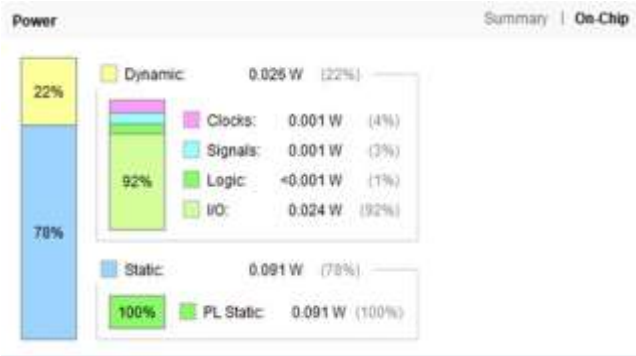 Power
Summary | On-Chip
22%
78%
Dynamic: 0.026 W (22%)
92%
Clocks: 0.001 W (4%)
Signals: 0.001 W (3%)
Logic: <0.001 W (1%)
I/O: 0.024 W (92%)
Static: 0.091 W (78%)
100%
PL Static: 0.091 W (100%)